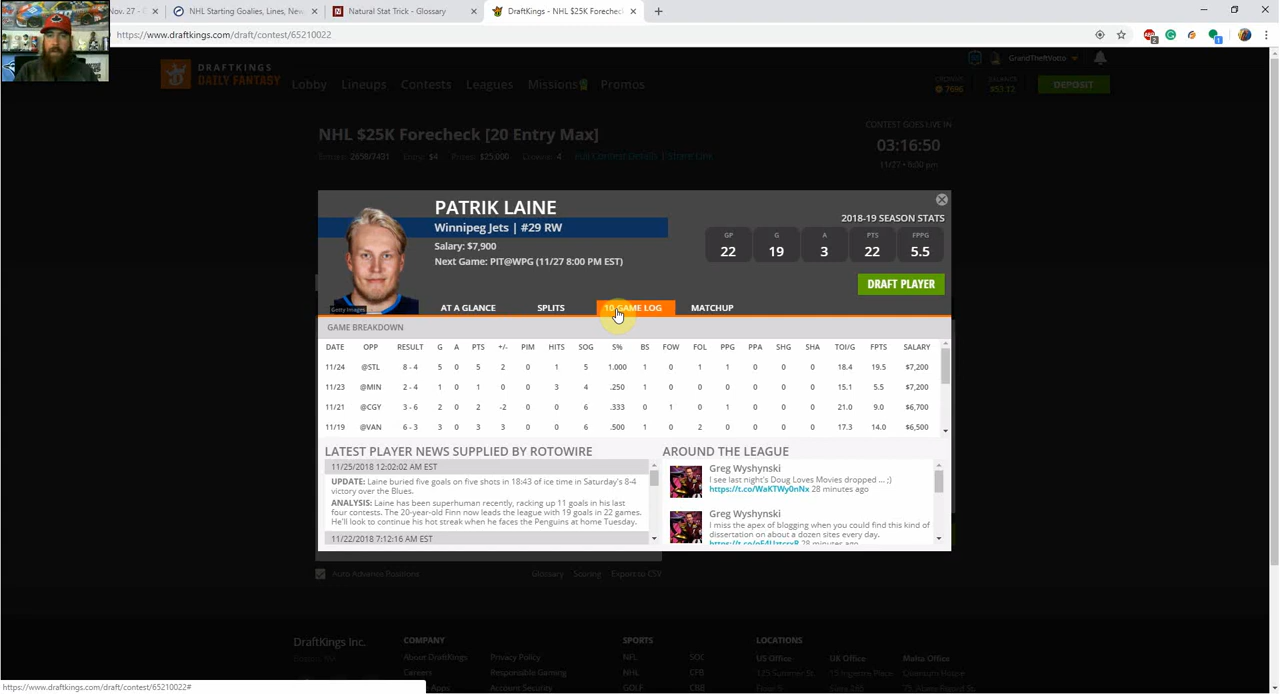 Nov. 27 -
NHL Starting Goalies, Lines, New
Natural Stat Trick - Glossary
DraftKings - NHL $25K Forecheck
https://www.draftkings.com/draft/contest/65210022
DRAFTKINGS
DAILY FANTASY
Lobby Lineups Contests Leagues Missions Promos
GrandTheftVotto
DEPOSIT
NHL $25K Forecheck [20 Entry Max]
CONTEST GOES LIVE IN
03:16:50
PATRIK LAINE
Winnipeg Jets | #29 RW
Salary: $7,900
Next Game: PIT@WPG (11/27 8:00 PM EST)
2018-19 SEASON STATS
GP G A PTS FPPG
22 19 3 22 5.5
DRAFT PLAYER
AT A GLANCE SPLITS 10 GAME LOG MATCHUP
GAME BREAKDOWN
DATE OPP RESULT G A PTS +/- PIM HITS SOG S% BS FOW FOL PPG PPA SHG SHA TOI/G FPTS SALARY
11/24 @STL 8 - 4 5 0 5 2 0 1 5 1.000 1 0 1 1 0 0 0 18.4 19.5 $7,200
11/23 @MIN 2 - 4 1 0 1 0 0 3 4 .250 1 0 0 0 0 0 0 15.1 5.5 $7,200
11/21 @CGY 3 - 6 2 0 2 -2 0 0 6 .333 0 1 0 1 0 0 0 21.0 9.0 $6,700
11/19 @VAN 6 - 3 3 0 3 3 0 0 6 .500 1 0 2 0 0 0 0 17.3 14.0 $6,500
LATEST PLAYER NEWS SUPPLIED BY ROTOWIRE
11/25/2018 12:02:02 AM EST
UPDATE: Laine buried five goals on five shots in 18:43 of ice time in Saturday's 8-4
victory over the Blues.
ANALYSIS: Laine has been superhuman recently, racking up 11 goals in his last
four contests. The 20-year-old Finn now leads the league with 19 goals in 22 games.
He'll look to continue his hot streak when he faces the Penguins at home Tuesday.
11/22/2018 7:12:16 AM EST
AROUND THE LEAGUE
Greg Wyshynski
I see last night's Doug Loves Movies dropped ... ;)
https://t.co/WaKTWy0nNx 28 minutes ago
Greg Wyshynski
I miss the apex of blogging when you could find this kind of
dissertation on about a dozen sites every day.
28 minutes ago
Auto Advance Positions
Glossary Scoring Export to CSV
DraftKings Inc.
COMPANY
About DraftKings
Careers
Privacy Policy
Responsible Gaming
Account Security
SPORTS
NFL
NHL
GOLF
SOC
CFB
CBB
LOCATIONS
US Office
UK Office
Malta Office
https://www.draftkings.com/draft/contest/65210022#